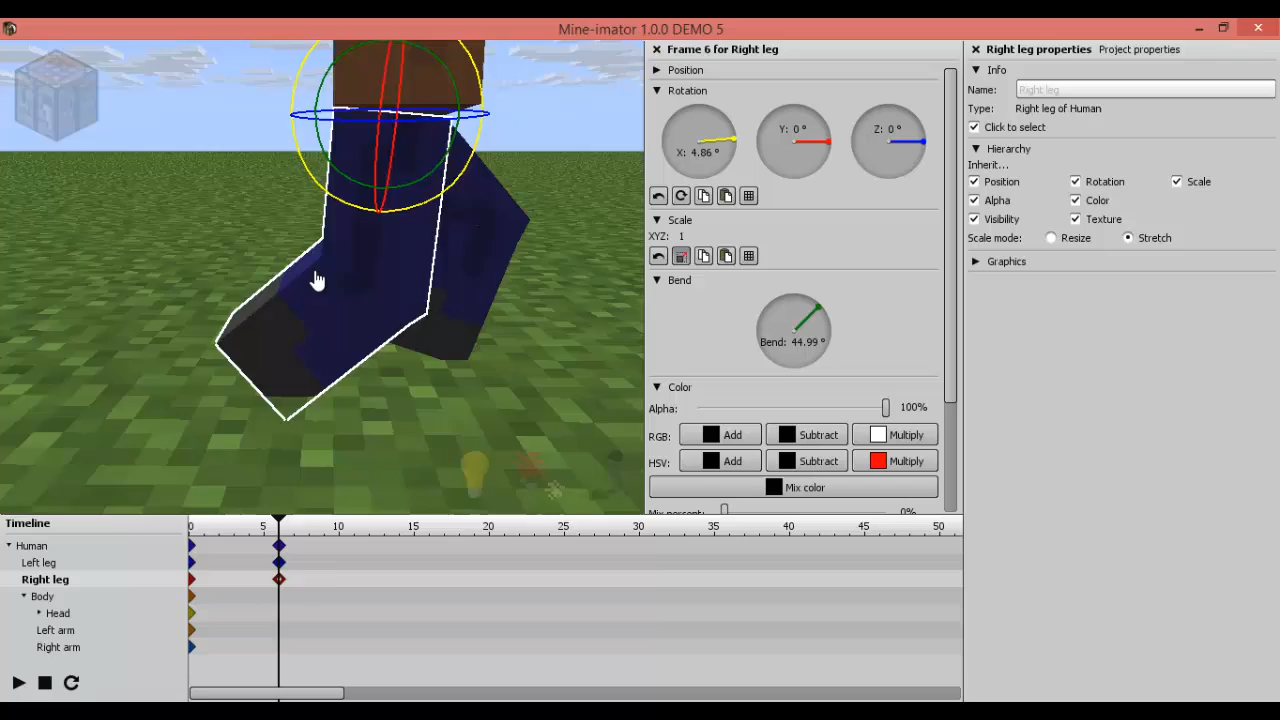 Mine-imator 1.0.0 DEMO 5
Frame 6 for Right leg
Position
Rotation
X: 4.86 °
Y: 0 °
Z: 0 °
Scale
XYZ: 1
Bend
Bend: 44.99 °
Color
Alpha: 100%
RGB: Add Subtract Multiply
HSV: Add Subtract Multiply
Mix color
Mix percent: 0%
Right leg properties Project properties
Info
Name: Right leg
Type: Right leg of Human
Click to select
Hierarchy
Inherit...
Position Rotation Scale
Alpha Color
Visibility Texture
Scale mode: Resize Stretch
Graphics
Timeline
0 5 10 15 20 25 30 35 40 45 50
Human
Left leg
Right leg
Body
Head
Left arm
Right arm